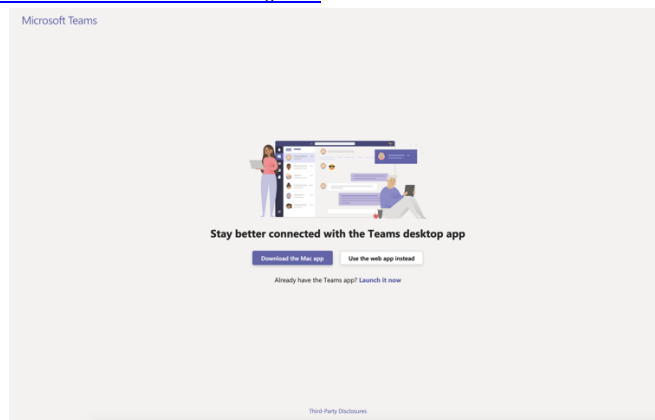 Microsoft Teams
Stay better connected with the Teams desktop app
Download the Mac app
Use the web app instead
Already have the Teams app? Launch it now
Third-Party Disclosures